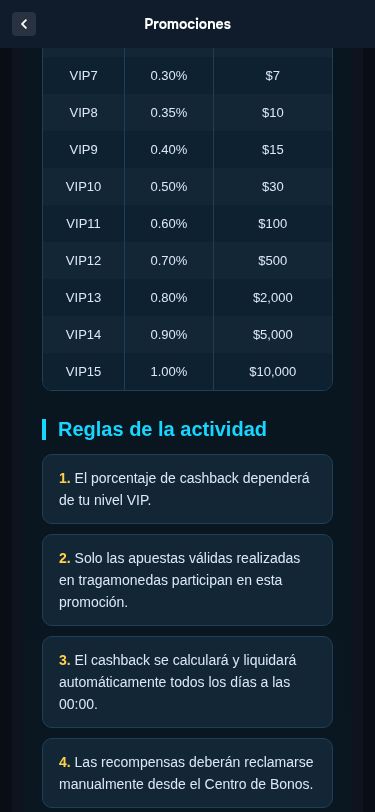 Promociones
VIP7 0.30% $7
VIP8 0.35% $10
VIP9 0.40% $15
VIP10 0.50% $30
VIP11 0.60% $100
VIP12 0.70% $500
VIP13 0.80% $2,000
VIP14 0.90% $5,000
VIP15 1.00% $10,000
Reglas de la actividad
1. El porcentaje de cashback dependerá
de tu nivel VIP.
2. Solo las apuestas válidas realizadas
en tragamonedas participan en esta
promoción.
3. El cashback se calculará y liquidará
automáticamente todos los días a las
00:00.
4. Las recompensas deberán reclamarse
manualmente desde el Centro de Bonos.